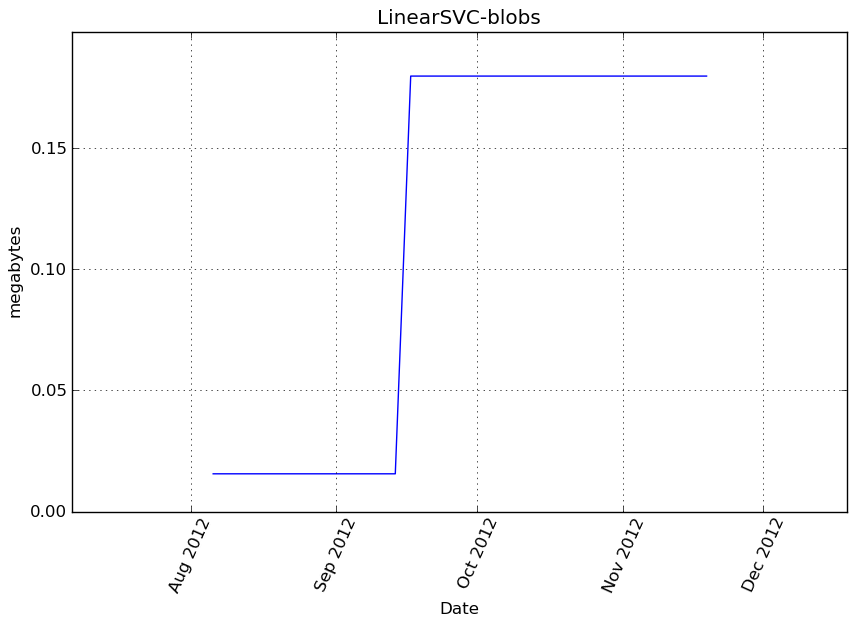 LinearSVC-blobs
megabytes
0.15
0.10
0.05
0.00
Aug 2012
Sep 2012
Oct 2012
Nov 2012
Dec 2012
Date